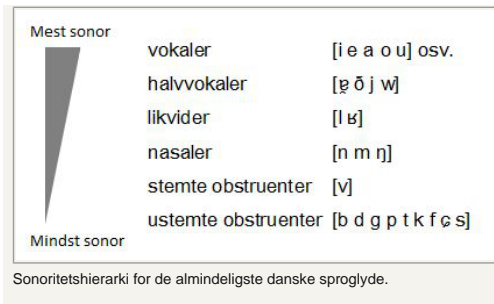 Mest sonor
vokaler [i e a o u] osv.
halvvokaler [ɐ̯ ð j w]
likvider [l ʁ]
nasaler [n m ŋ]
stemte obstruenter [v]
ustemte obstruenter [b d g p t k f ɕ s]
Mindst sonor
Sonoritetshierarki for de almindeligste danske sproglyde.